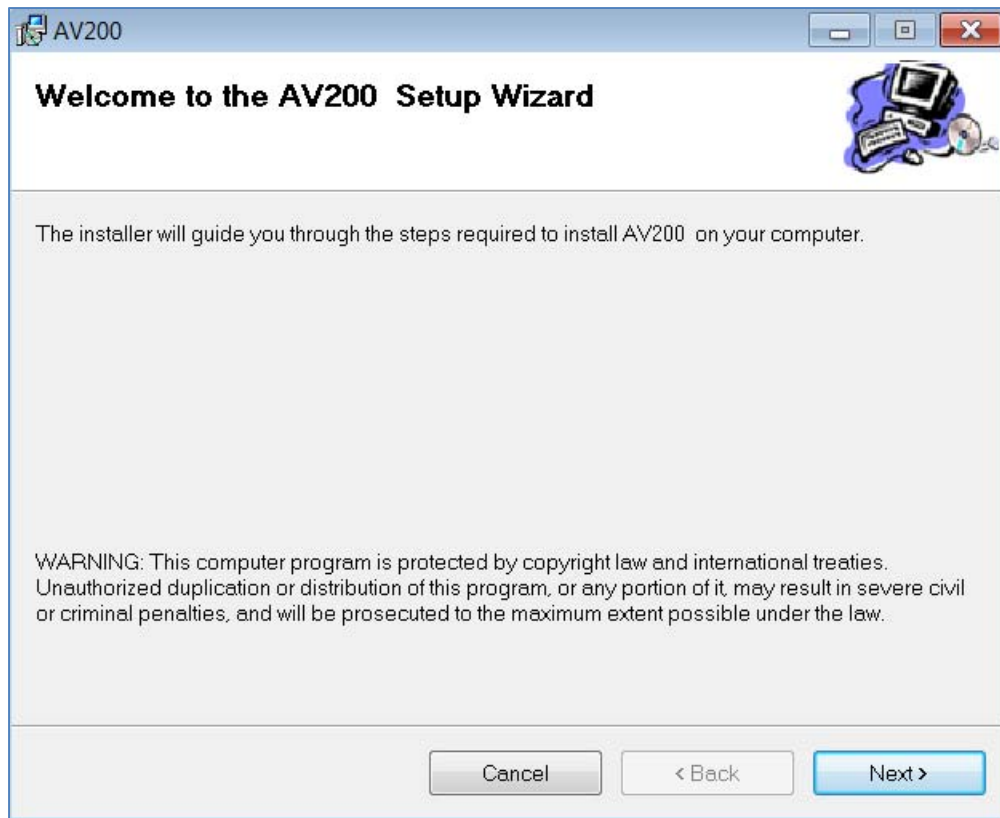 AV200
Welcome to the AV200  Setup Wizard
The installer will guide you through the steps required to install AV200  on your computer.
WARNING: This computer program is protected by copyright law and international treaties.
Unauthorized duplication or distribution of this program, or any portion of it, may result in severe civil
or criminal penalties, and will be prosecuted to the maximum extent possible under the law.
Cancel
< Back
Next >